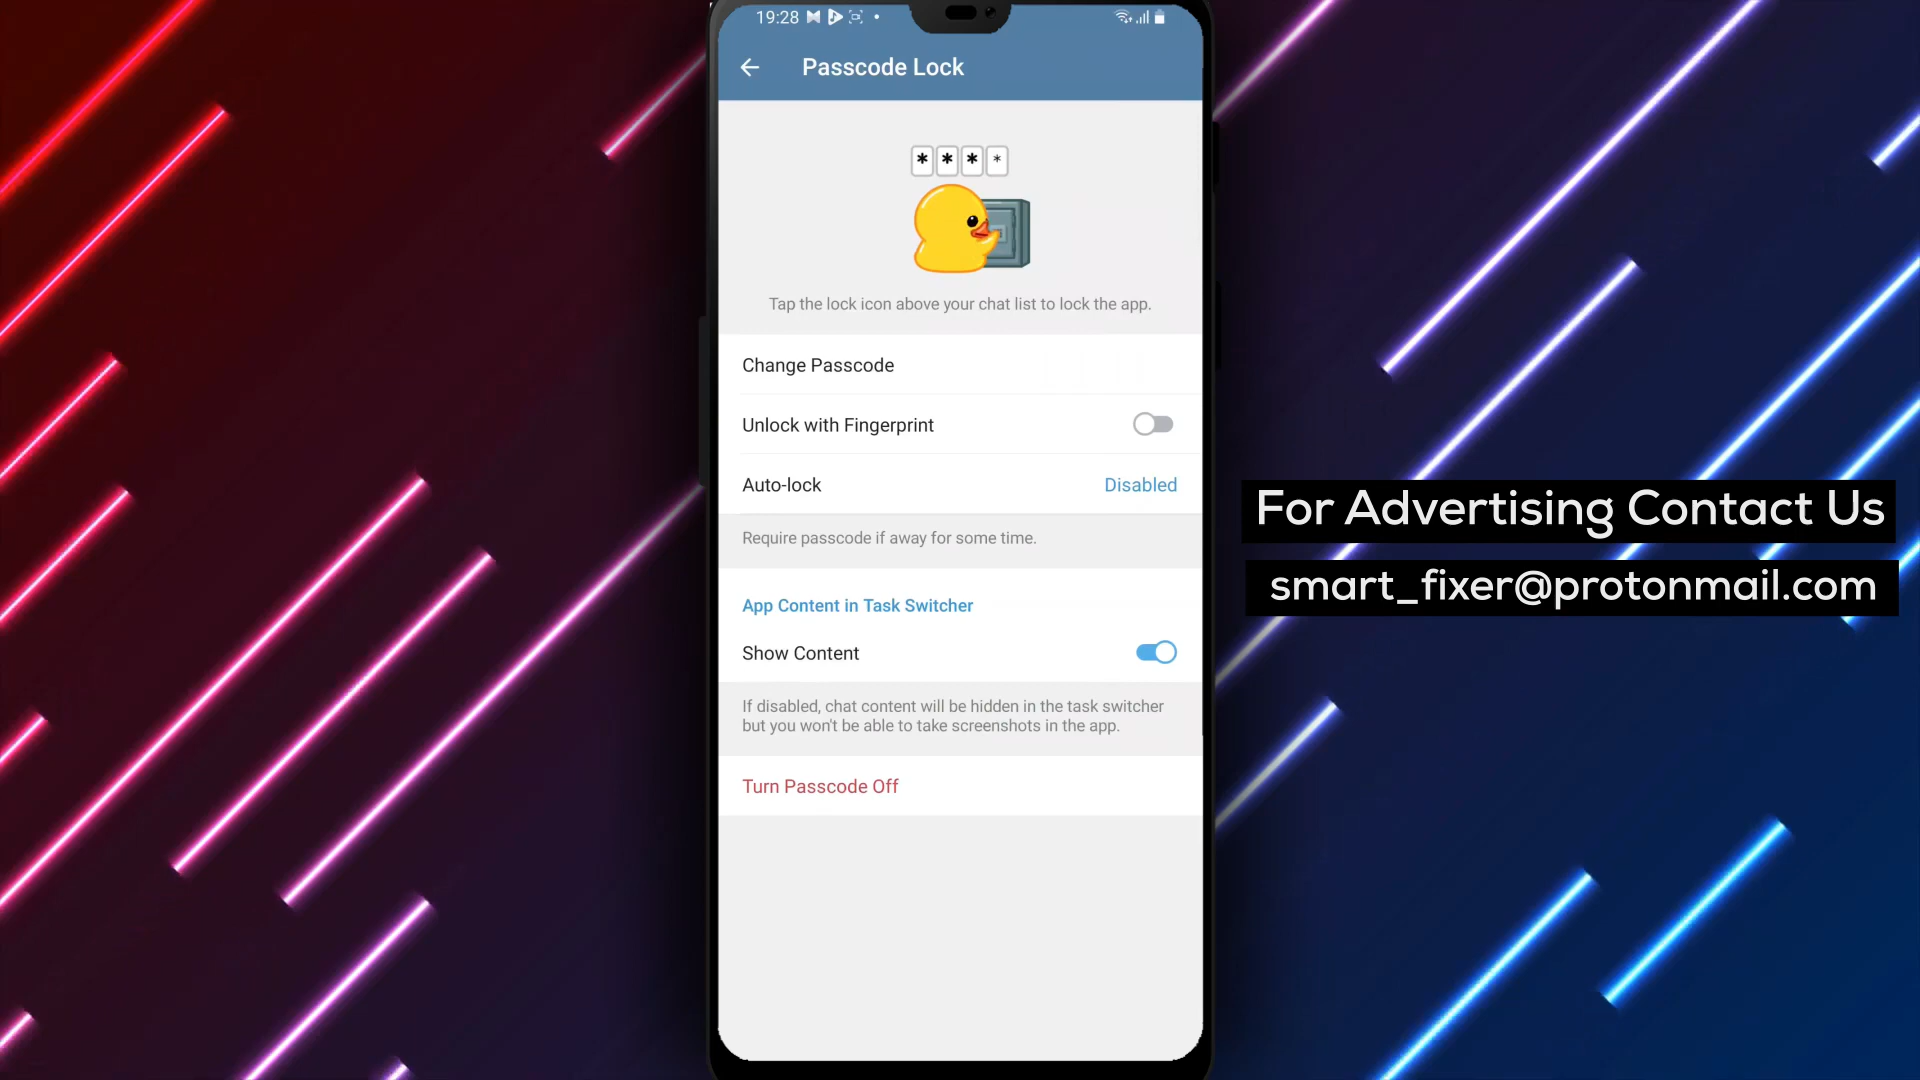 19:28
Passcode Lock
* * * *
Tap the lock icon above your chat list to lock the app.
Change Passcode
Unlock with Fingerprint
Auto-lock Disabled
Require passcode if away for some time.
App Content in Task Switcher
Show Content
If disabled, chat content will be hidden in the task switcher
but you won't be able to take screenshots in the app.
Turn Passcode Off
For Advertising Contact Us
smart_fixer@protonmail.com